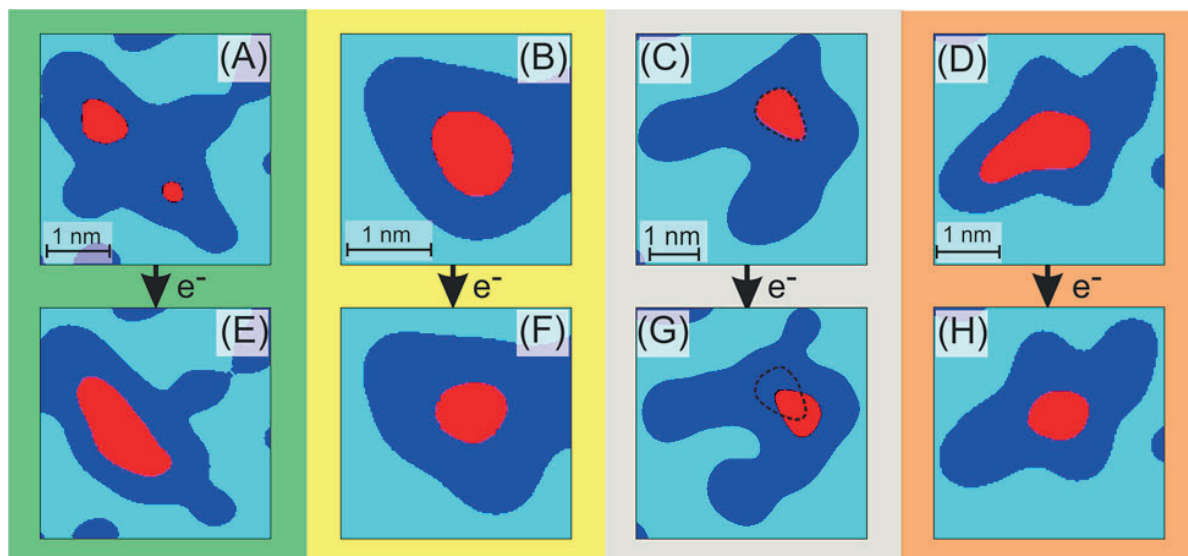 (A)
(B)
(C)
(D)
1 nm
1 nm
1 nm
1 nm
e⁻
e⁻
e⁻
e⁻
(E)
(F)
(G)
(H)